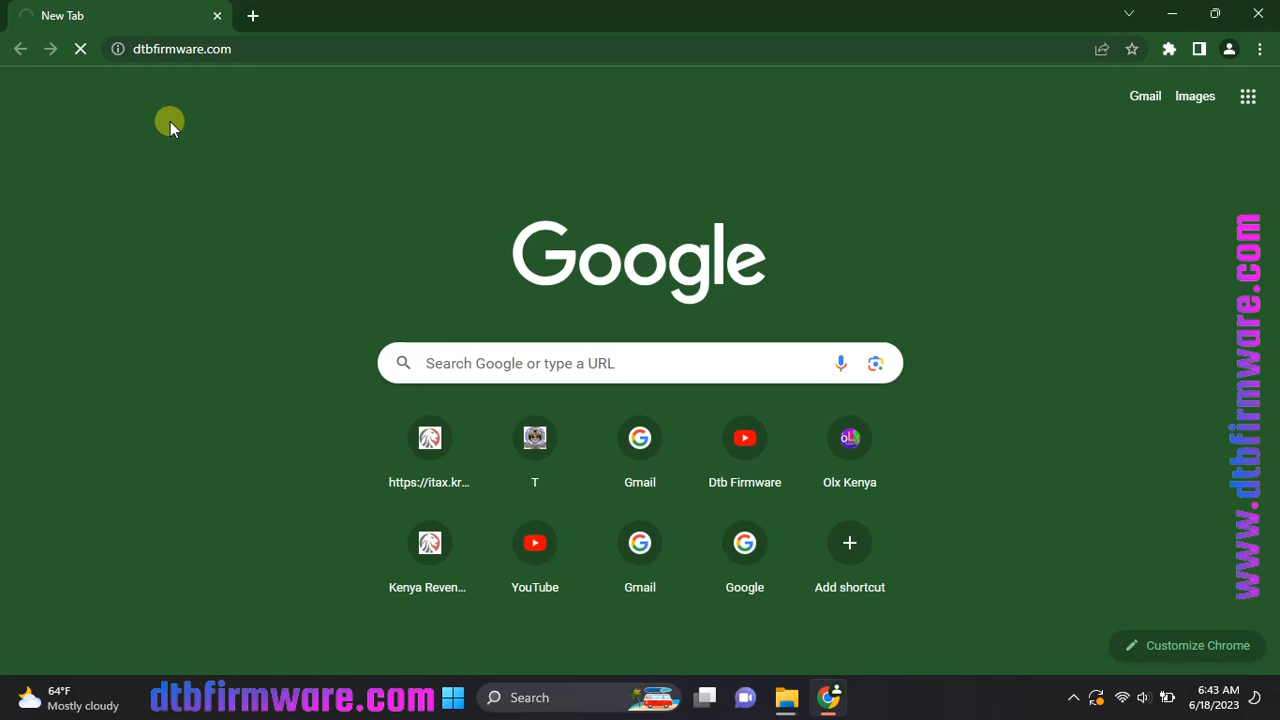 New Tab
dtbfirmware.com
Gmail Images
Google
Search Google or type a URL
https://itax.kr...
T
Gmail
Dtb Firmware
Olx Kenya
Kenya Reven...
YouTube
Gmail
Google
Add shortcut
www.dtbfirmware.com
Customize Chrome
64°F
Mostly cloudy
dtbfirmware.com
Search
6:43 AM
6/18/2023